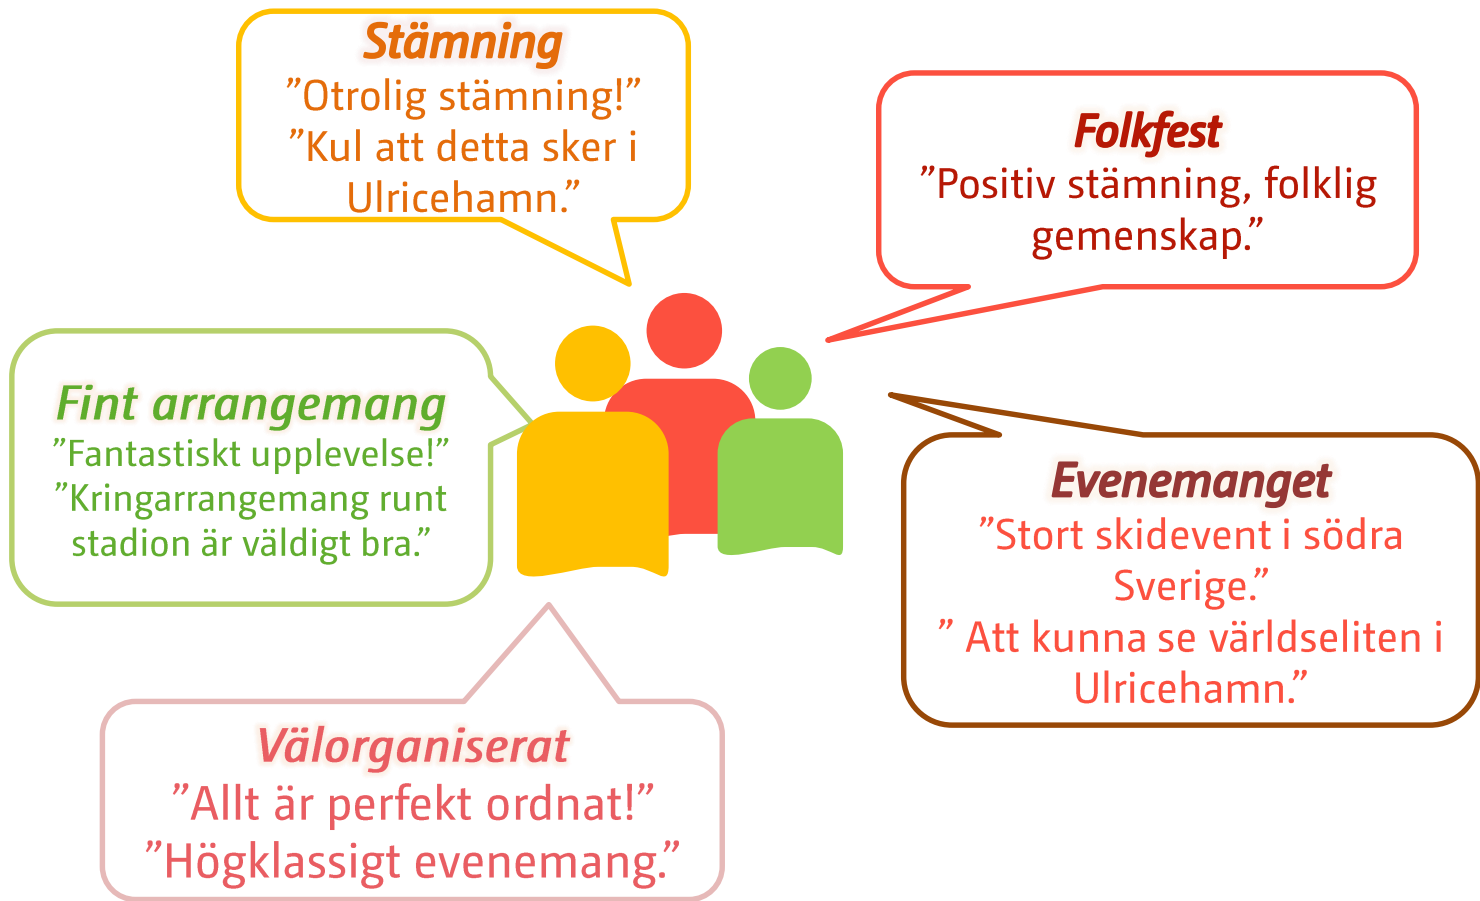 Stämning
”Otrolig stämning!”
”Kul att detta sker i
Ulricehamn.”
Folkfest
”Positiv stämning, folklig
gemenskap.”
Fint arrangemang
”Fantastiskt upplevelse!”
”Kringarrangemang runt
stadion är väldigt bra.”
Evenemanget
”Stort skidevent i södra
Sverige.”
” Att kunna se världseliten i
Ulricehamn.”
Välorganiserat
”Allt är perfekt ordnat!”
”Högklassigt evenemang.”